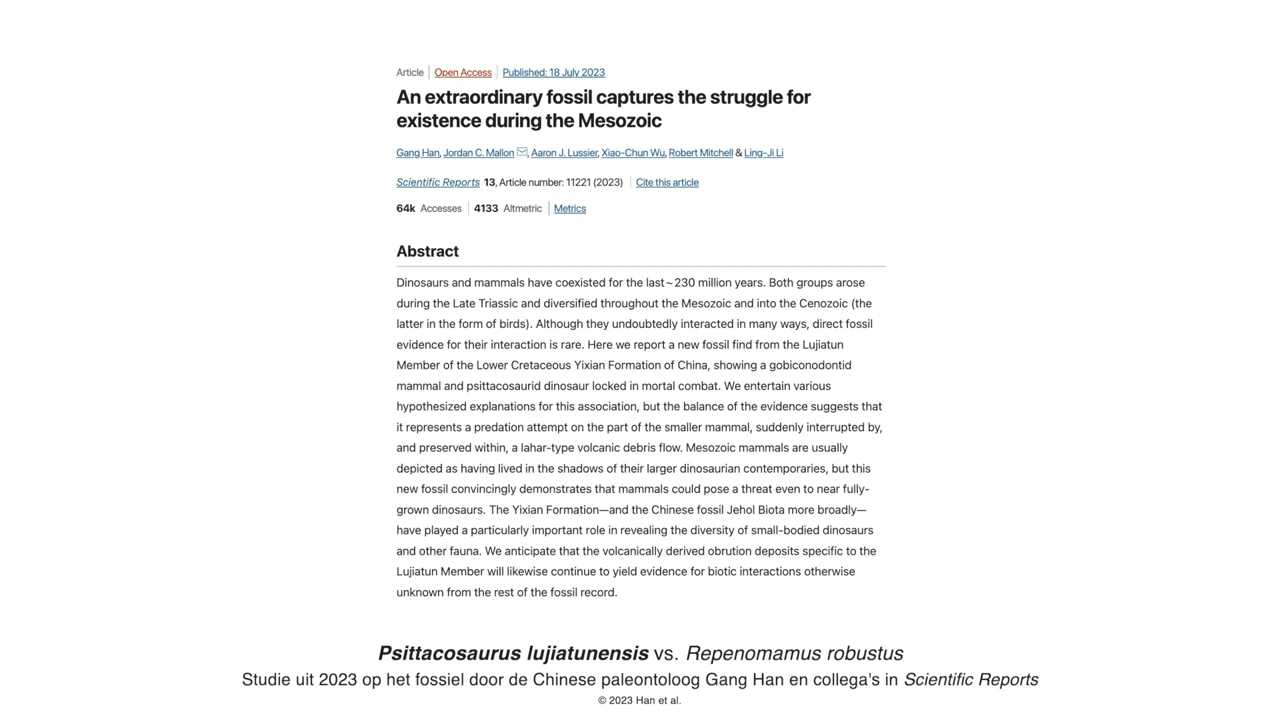 Article | Open Access | Published: 18 July 2023
An extraordinary fossil captures the struggle for
existence during the Mesozoic
Gang Han, Jordan C. Mallon, Aaron J. Lussier, Xiao-Chun Wu, Robert Mitchell & Ling-Ji Li
Scientific Reports 13, Article number: 11221 (2023) | Cite this article
64k Accesses | 4133 Altmetric | Metrics
Abstract
Dinosaurs and mammals have coexisted for the last ~ 230 million years. Both groups arose
during the Late Triassic and diversified throughout the Mesozoic and into the Cenozoic (the
latter in the form of birds). Although they undoubtedly interacted in many ways, direct fossil
evidence for their interaction is rare. Here we report a new fossil find from the Lujiatun
Member of the Lower Cretaceous Yixian Formation of China, showing a gobiconodontid
mammal and psittacosaurid dinosaur locked in mortal combat. We entertain various
hypothesized explanations for this association, but the balance of the evidence suggests that
it represents a predation attempt on the part of the smaller mammal, suddenly interrupted by,
and preserved within, a lahar-type volcanic debris flow. Mesozoic mammals are usually
depicted as having lived in the shadows of their larger dinosaurian contemporaries, but this
new fossil convincingly demonstrates that mammals could pose a threat even to near fully-
grown dinosaurs. The Yixian Formation—and the Chinese fossil Jehol Biota more broadly—
have played a particularly important role in revealing the diversity of small-bodied dinosaurs
and other fauna. We anticipate that the volcanically derived obrution deposits specific to the
Lujiatun Member will likewise continue to yield evidence for biotic interactions otherwise
unknown from the rest of the fossil record.
Psittacosaurus lujiatunensis vs. Repenomamus robustus
Studie uit 2023 op het fossiel door de Chinese paleontoloog Gang Han en collega's in Scientific Reports
© 2023 Han et al.